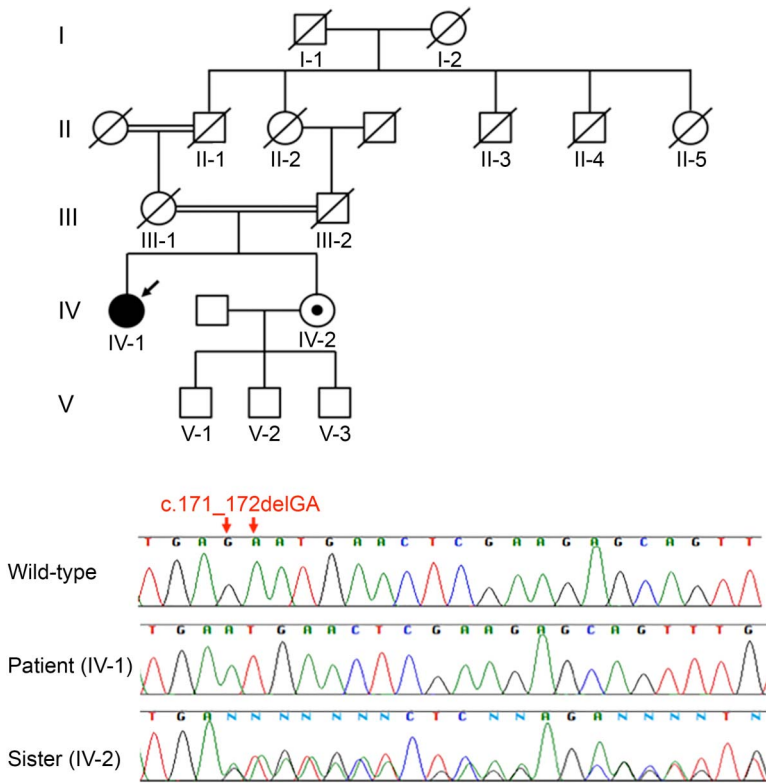 I
I-1 I-2
II
II-1 II-2 II-3 II-4 II-5
III
III-1 III-2
IV
IV-1 IV-2
V
V-1 V-2 V-3
c.171_172delGA
T G A G A A T G A A C T C G A A G A G C A G T T
Wild-type
T G A A T G A A C T C G A A G A G C A G T T T G
Patient (IV-1)
T G A N N N N N N N C T C N N A G A N N N N T N
Sister (IV-2)